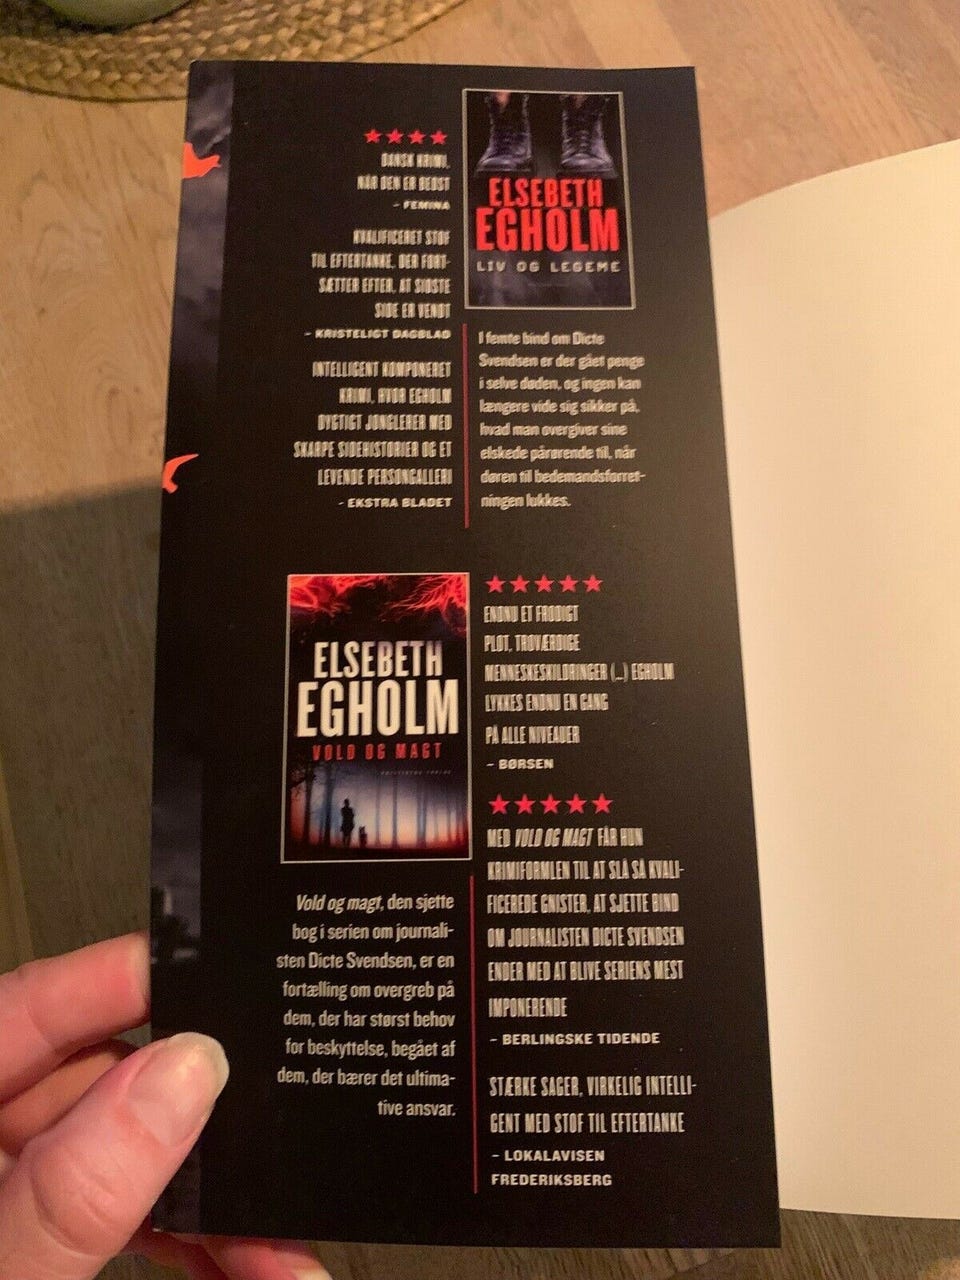 ★★★★
DANSK KRIMI,
NÅR DEN ER BEDST
– FEMINA
KVALIFICERET STOF
TIL EFTERTANKE, DER FORT-
SÆTTER EFTER, AT SIDSTE
SIDE ER VENDT
– KRISTELIGT DAGBLAD
INTELLIGENT KOMPONERET
KRIMI, HVOR EGHOLM
DYGTIGT JONGLERER MED
SKARPE SIDEHISTORIER OG ET
LEVENDE PERSONGALLERI
– EKSTRA BLADET
ELSEBETH
EGHOLM
LIV OG LEGEME
I femte bind om Dicte
Svendsen er der gået penge
i selve døden, og ingen kan
længere vide sig sikker på,
hvad man overgiver sine
elskede pårørende til, når
døren til bedemandsforret-
ningen lukkes.
ELSEBETH
EGHOLM
VOLD OG MAGT
Vold og magt, den sjette
bog i serien om journali-
sten Dicte Svendsen, er en
fortælling om overgreb på
dem, der har størst behov
for beskyttelse, begået af
dem, der bærer det ultima-
tive ansvar.
★★★★★
ENDNU ET FRODIGT
PLOT, TROVÆRDIGE
MENNESKESKILDRINGER (...) EGHOLM
LYKKES ENDNU EN GANG
PÅ ALLE NIVEAUER
– BØRSEN
★★★★★
MED VOLD OG MAGT FÅR HUN
KRIMIFORMLEN TIL AT SLÅ SÅ KVALI-
FICEREDE GNISTER, AT SJETTE BIND
OM JOURNALISTEN DICTE SVENDSEN
ENDER MED AT BLIVE SERIENS MEST
IMPONERENDE
– BERLINGSKE TIDENDE
STÆRKE SAGER, VIRKELIG INTELLI-
GENT MED STOF TIL EFTERTANKE
– LOKALAVISEN
FREDERIKSBERG